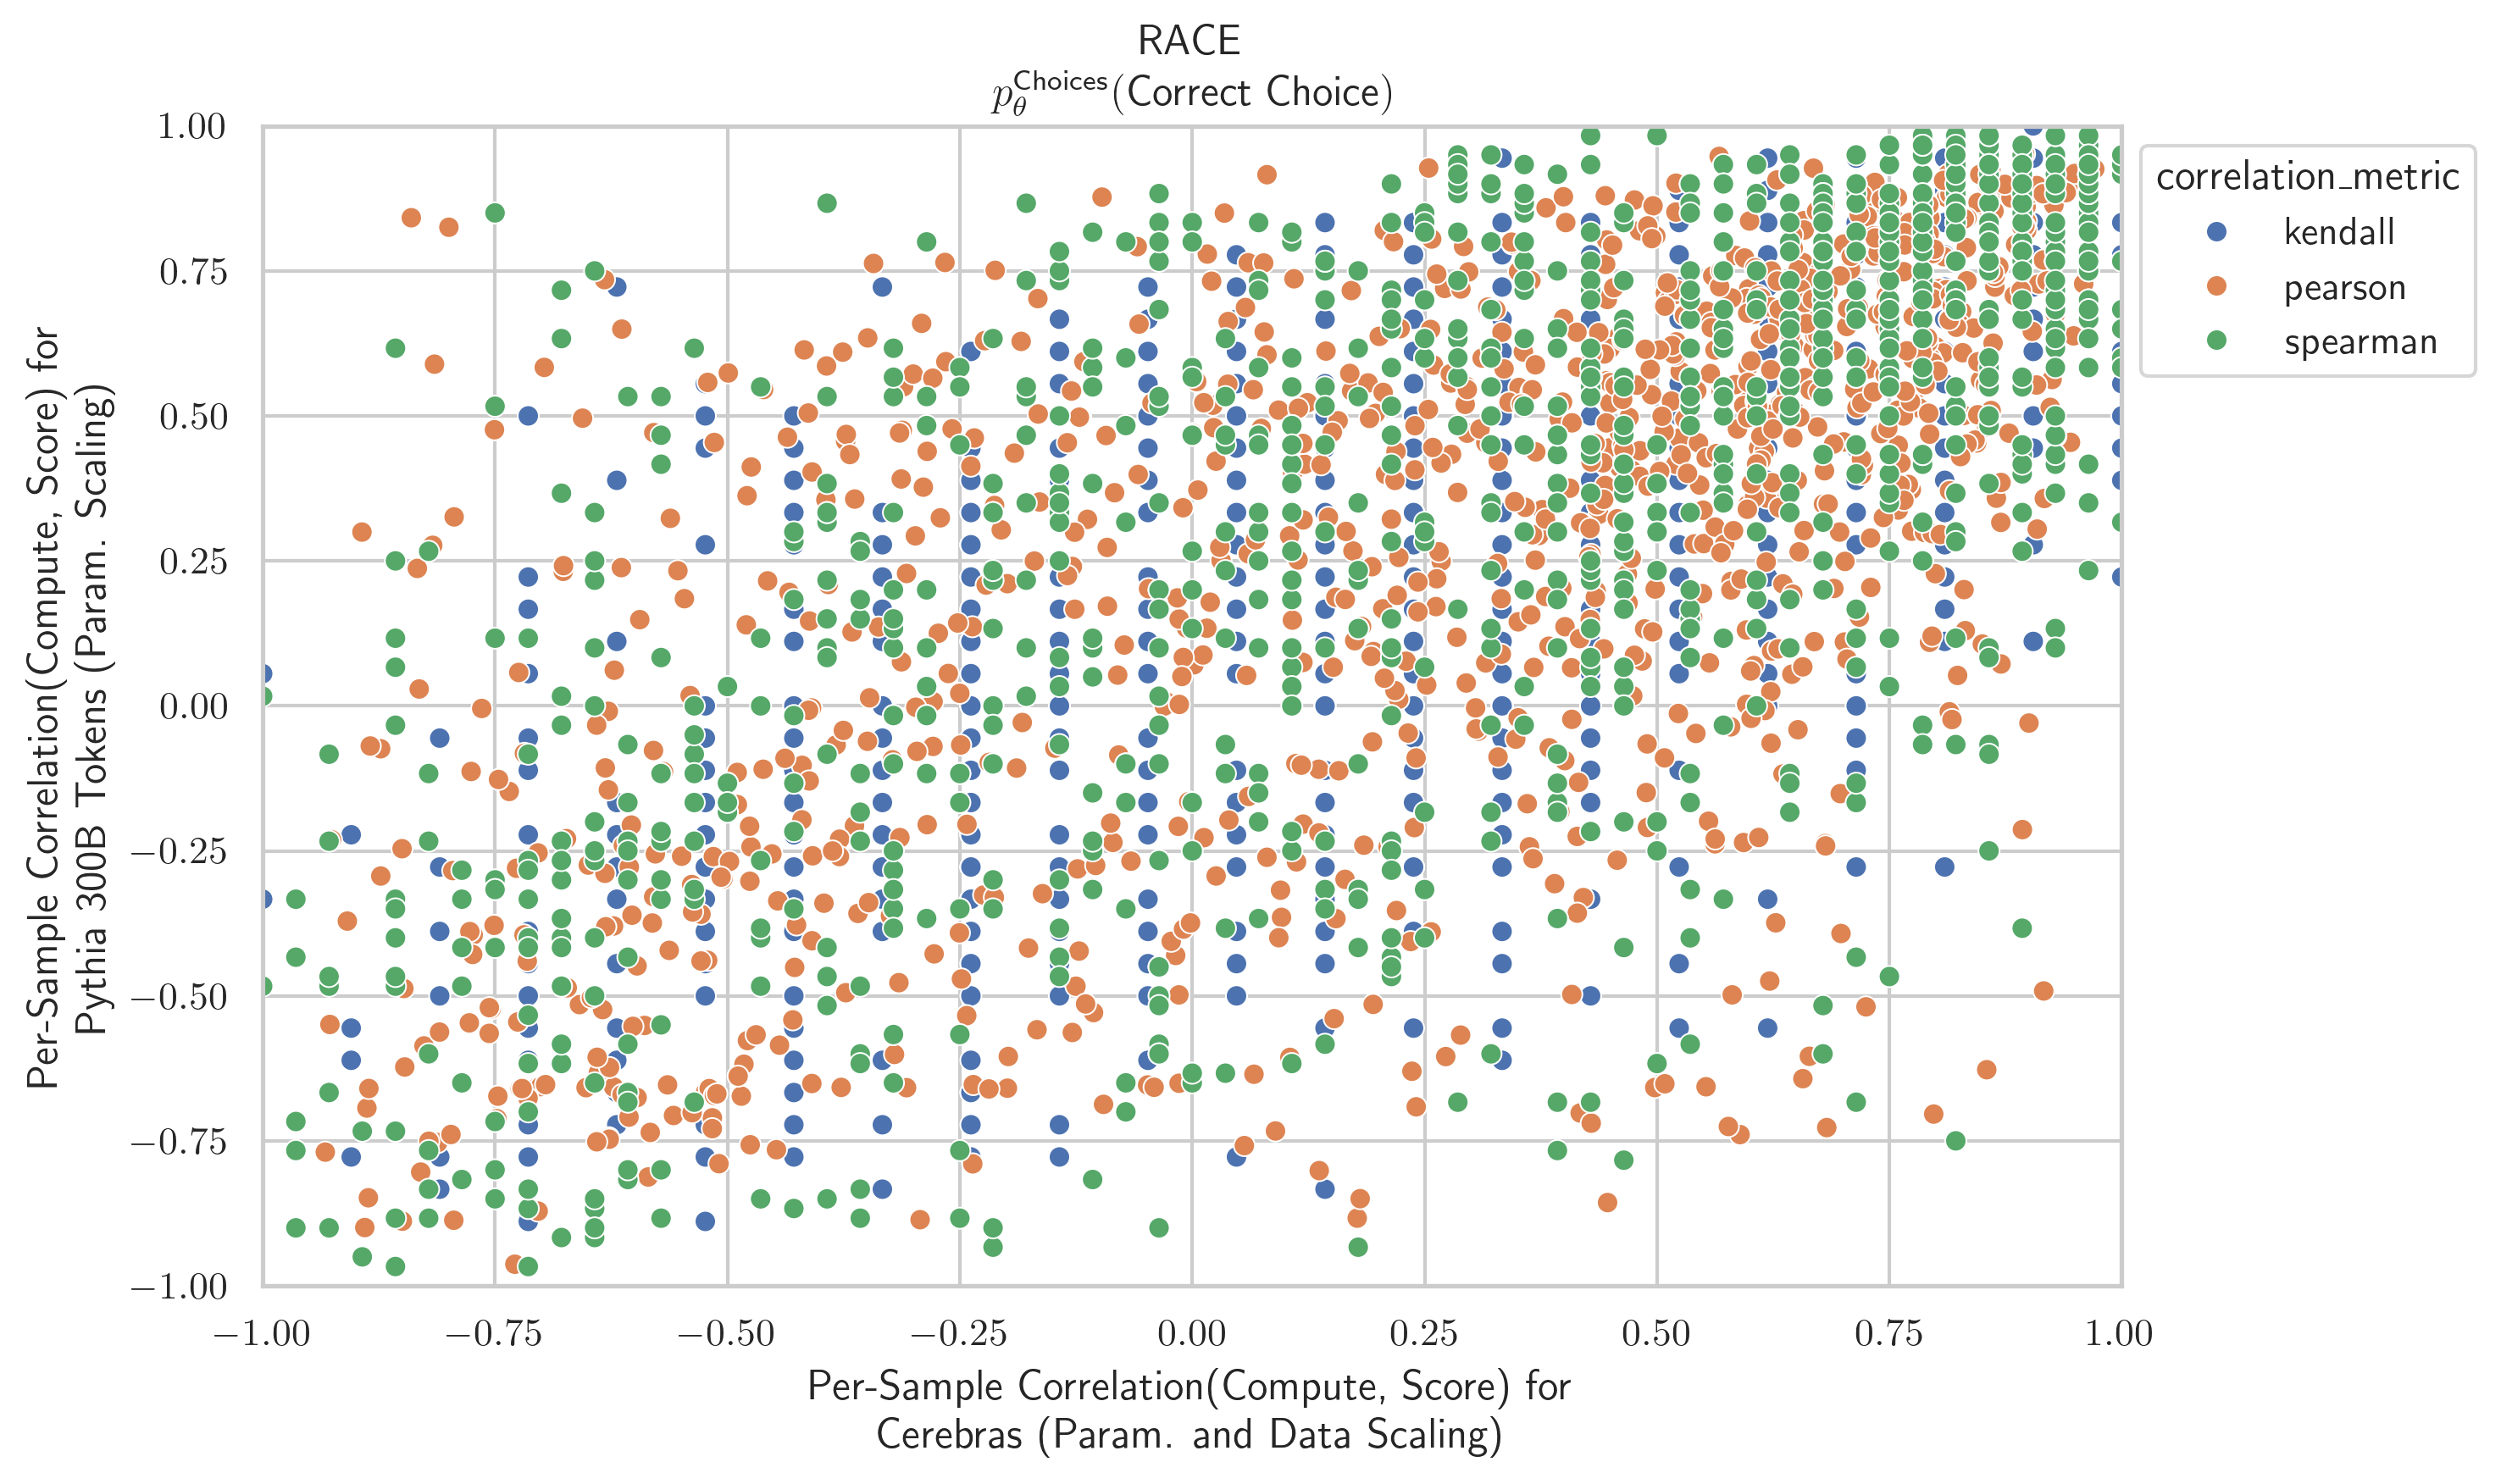 RACE
p_θ^Choices(Correct Choice)
1.00
0.75
0.50
0.25
0.00
−0.25
−0.50
−0.75
−1.00
Per-Sample Correlation(Compute, Score) for
Pythia 300B Tokens (Param. Scaling)
−1.00
−0.75
−0.50
−0.25
0.00
0.25
0.50
0.75
1.00
Per-Sample Correlation(Compute, Score) for
Cerebras (Param. and Data Scaling)
correlation_metric
kendall
pearson
spearman